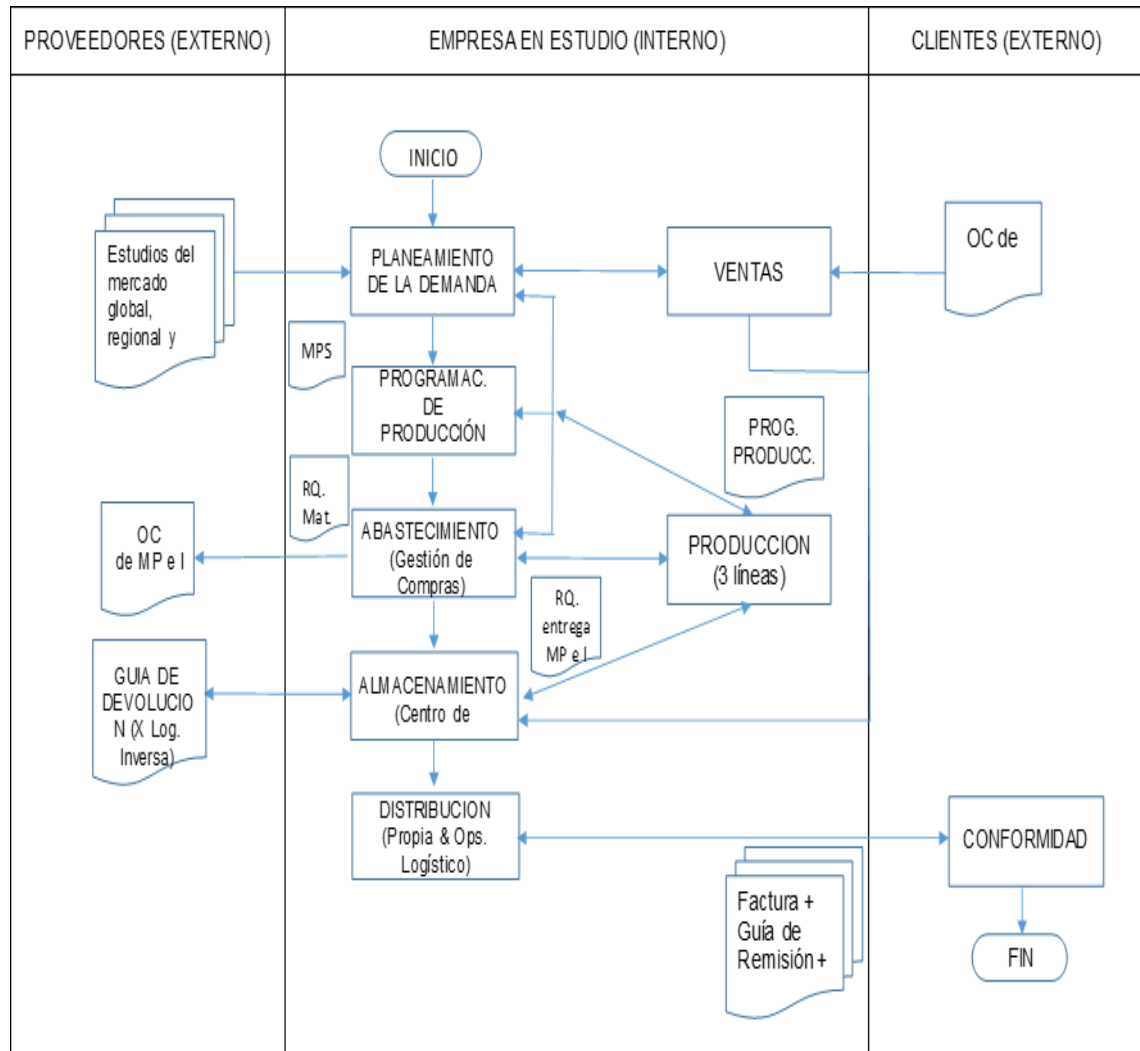 PROVEEDORES (EXTERNO)
EMPRESA EN ESTUDIO (INTERNO)
CLIENTES (EXTERNO)
INICIO
Estudios del
mercado
global,
regional y
PLANEAMIENTO
DE LA DEMANDA
VENTAS
OC de
MPS
PROGRAMAC.
DE
PRODUCCIÓN
PROG.
PRODUCC.
RQ.
Mat.
OC
de MP e I
ABASTECIMIENTO
(Gestión de
Compras)
PRODUCCION
(3 líneas)
RQ.
entrega
MP e I
GUIA DE
DEVOLUCIO
N (X Log.
Inversa)
ALMACENAMIENTO
(Centro de
DISTRIBUCION
(Propia & Ops.
Logístico)
CONFORMIDAD
Factura +
Guía de
Remisión +
FIN